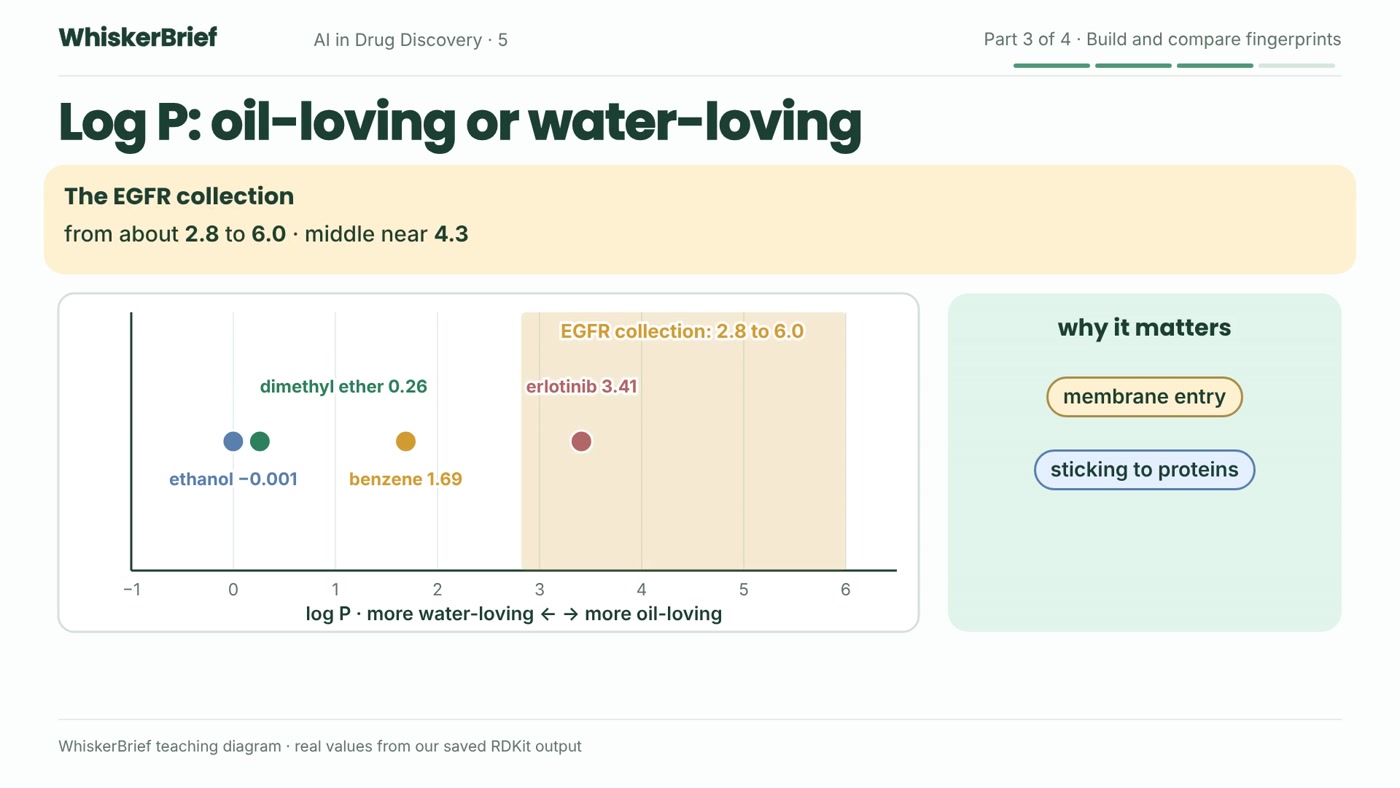 WhiskerBrief
AI in Drug Discovery · 5
Part 3 of 4 · Build and compare fingerprints
Log P: oil-loving or water-loving
The EGFR collection
from about 2.8 to 6.0 · middle near 4.3
EGFR collection: 2.8 to 6.0
dimethyl ether 0.26
erlotinib 3.41
ethanol −0.001
benzene 1.69
−1 0 1 2 3 4 5 6
log P · more water-loving ← → more oil-loving
why it matters
membrane entry
sticking to proteins
WhiskerBrief teaching diagram · real values from our saved RDKit output